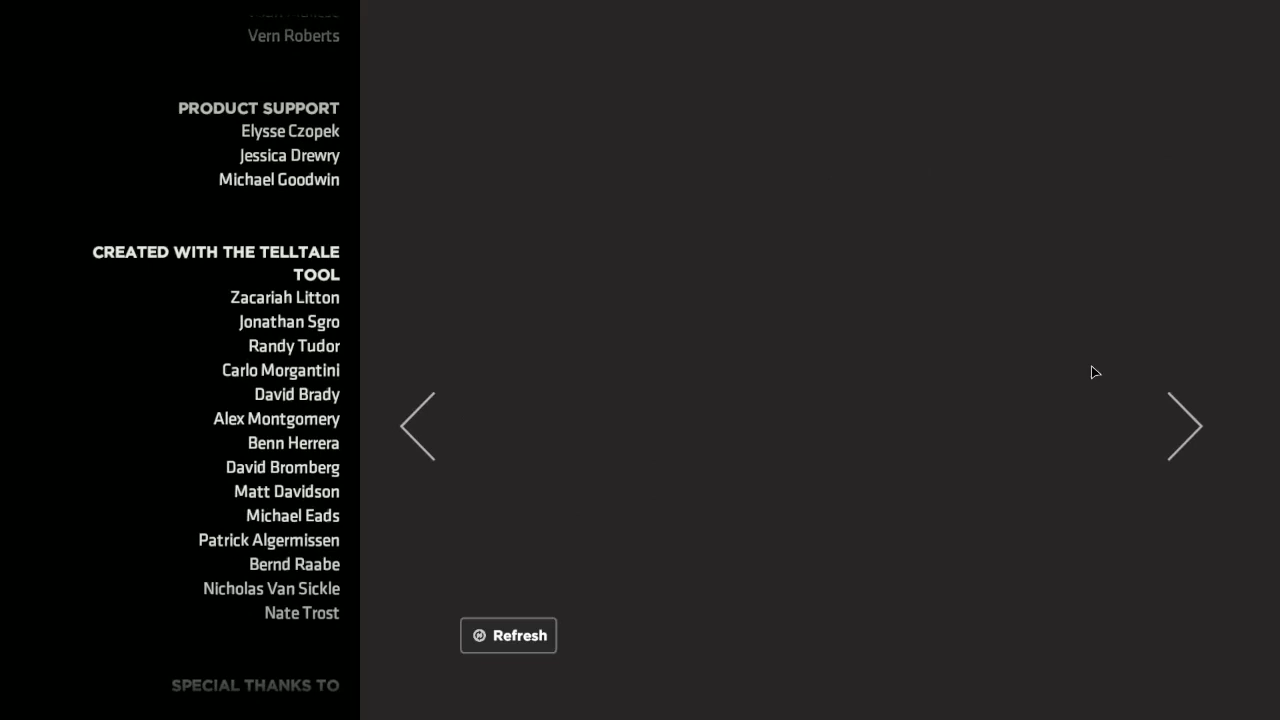 Vern Roberts
PRODUCT SUPPORT
Elysse Czopek
Jessica Drewry
Michael Goodwin
CREATED WITH THE TELLTALE
TOOL
Zacariah Litton
Jonathan Sgro
Randy Tudor
Carlo Morgantini
David Brady
Alex Montgomery
Benn Herrera
David Bromberg
Matt Davidson
Michael Eads
Patrick Algermissen
Bernd Raabe
Nicholas Van Sickle
Nate Trost
SPECIAL THANKS TO
Refresh